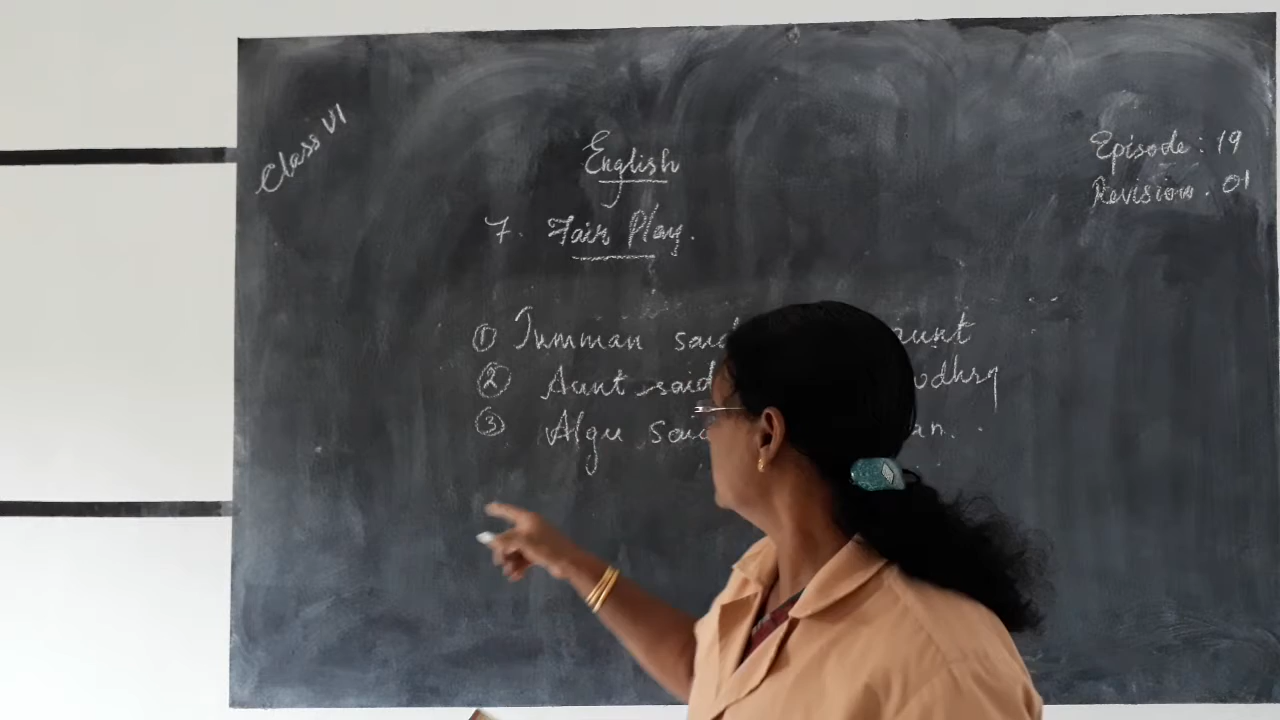 Class VI
English
Episode : 19
Revision . 01
7. Fair Play.
① Jumman said aunt
② Aunt said
③ Algu said